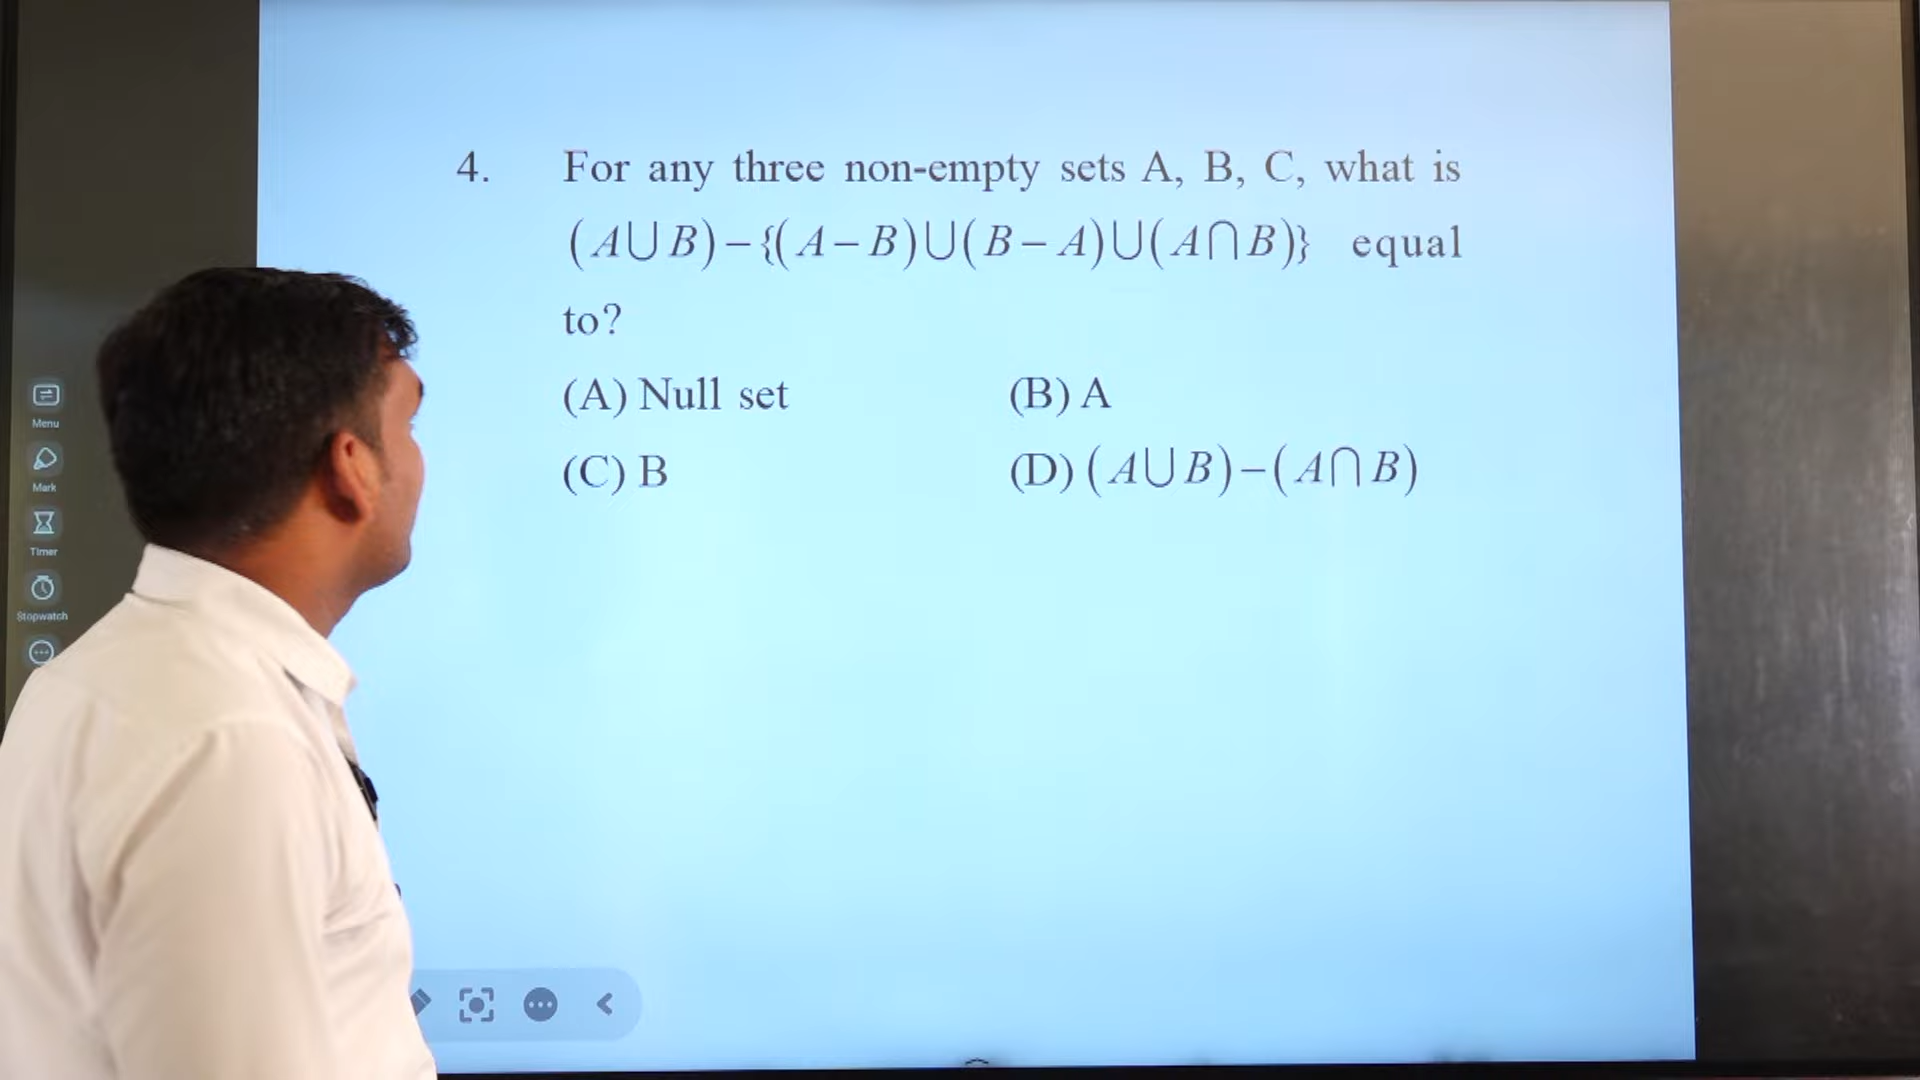 4. For any three non-empty sets A, B, C, what is
(A∪B)−{(A−B)∪(B−A)∪(A∩B)} equal
to?
(A) Null set (B) A
(C) B (D) (A∪B)−(A∩B)
Menu
Mark
Timer
Stopwatch